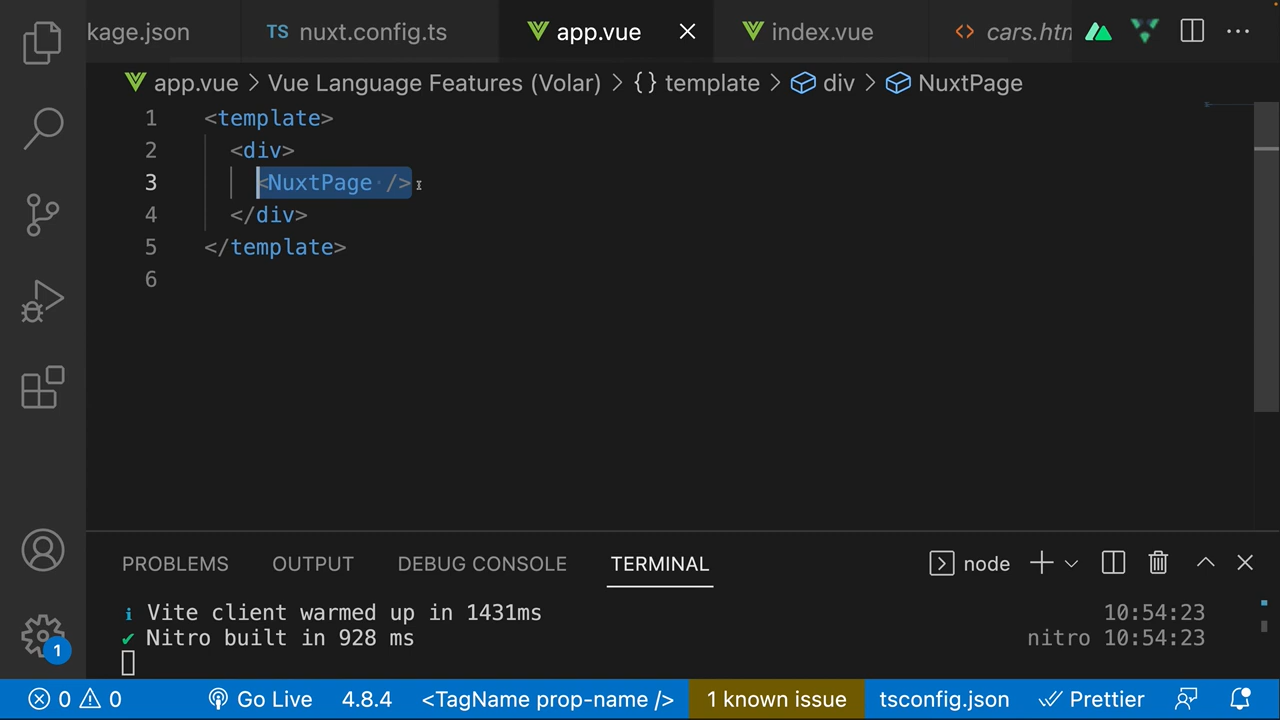 kage.json
TS nuxt.config.ts
app.vue
index.vue
cars.htm
app.vue > Vue Language Features (Volar) > {} template > div > NuxtPage
1 <template>
2 <div>
3 <NuxtPage />
4 </div>
5 </template>
6
PROBLEMS OUTPUT DEBUG CONSOLE TERMINAL node
i Vite client warmed up in 1431ms 10:54:23
✔ Nitro built in 928 ms nitro 10:54:23
1
0 0 Go Live 4.8.4 <TagName prop-name /> 1 known issue tsconfig.json Prettier